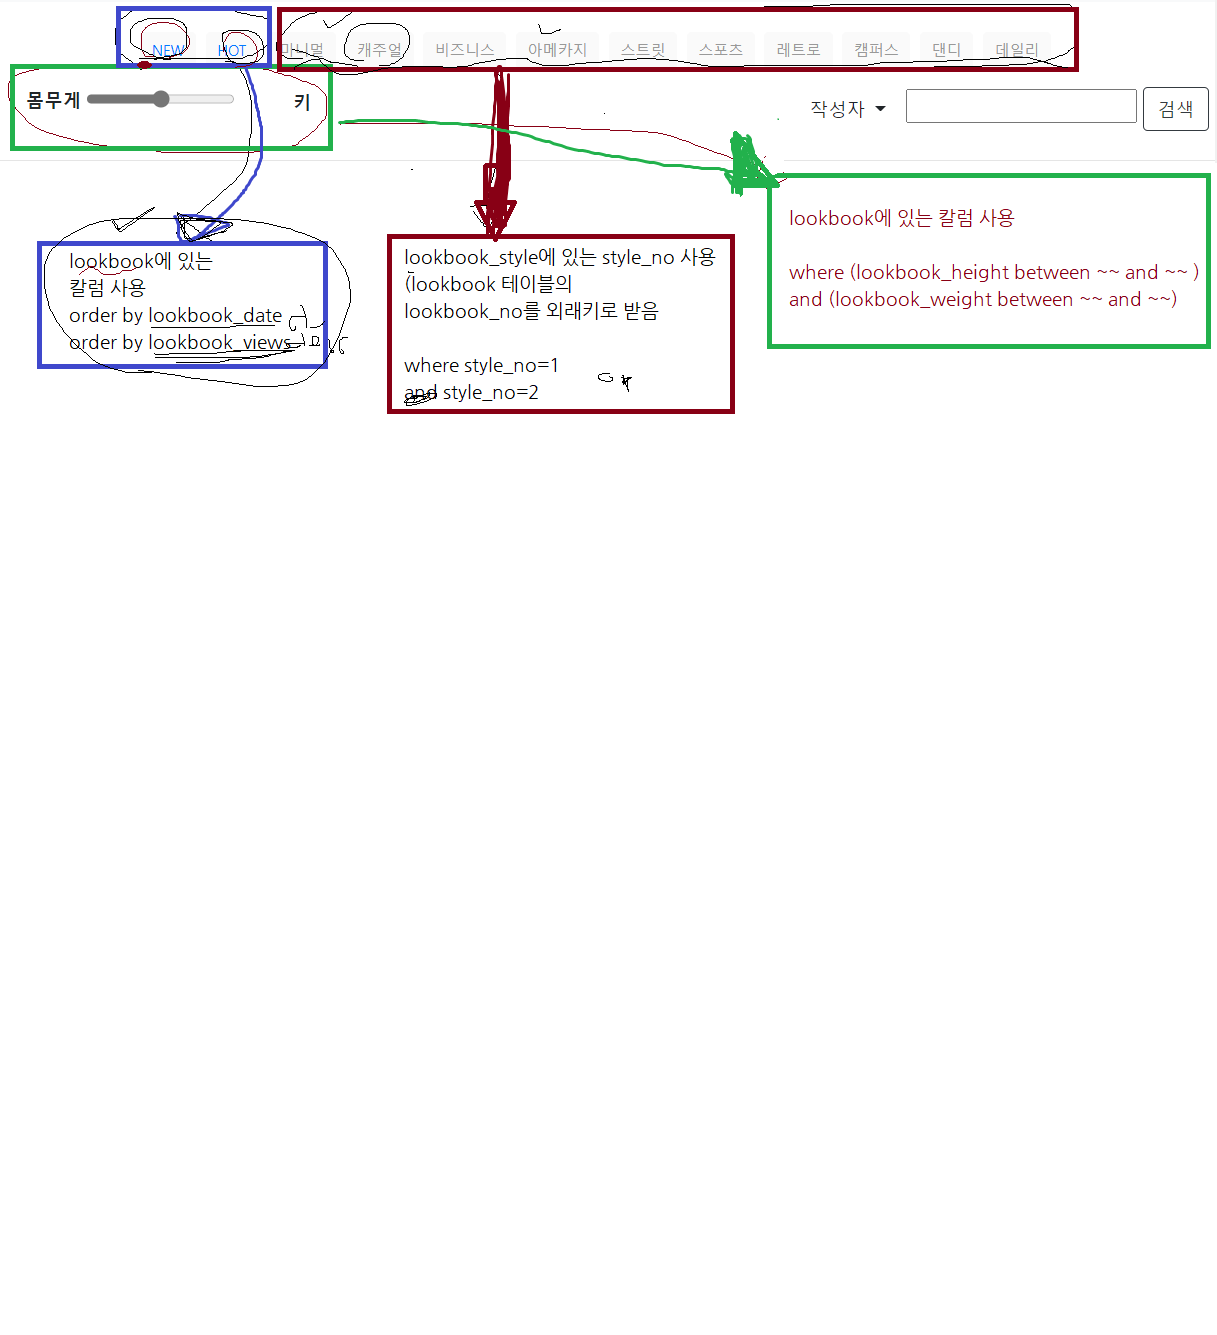 NEW HOT 미니멀 캐주얼 비즈니스 아메카지 스트릿 스포츠 레트로 캠퍼스 댄디 데일리
몸무게 키 작성자 검색
lookbook에 있는
칼럼 사용
order by lookbook_date
order by lookbook_views
lookbook_style에 있는 style_no 사용
(lookbook 테이블의
lookbook_no를 외래키로 받음
where style_no=1
and style_no=2
or
lookbook에 있는 칼럼 사용
where (lookbook_height between ~~ and ~~ )
and (lookbook_weight between ~~ and ~~)